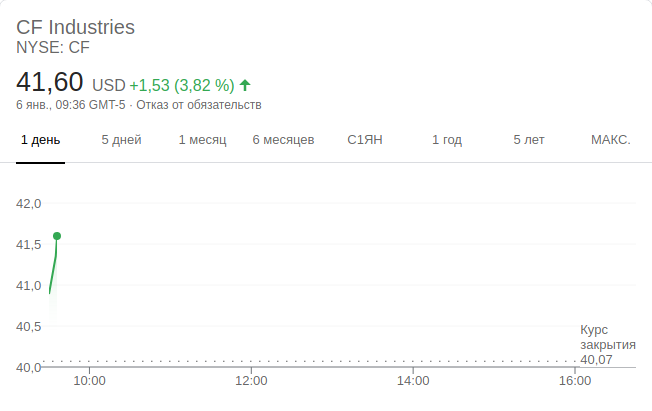 CF Industries
NYSE: CF
41,60 USD +1,53 (3,82 %)
6 янв., 09:36 GMT-5 · Отказ от обязательств
1 день 5 дней 1 месяц 6 месяцев С1ЯН 1 год 5 лет МАКС.
42,0
41,5
41,0
40,5
Курс
закрытия
40,07
40,0
10:00 12:00 14:00 16:00